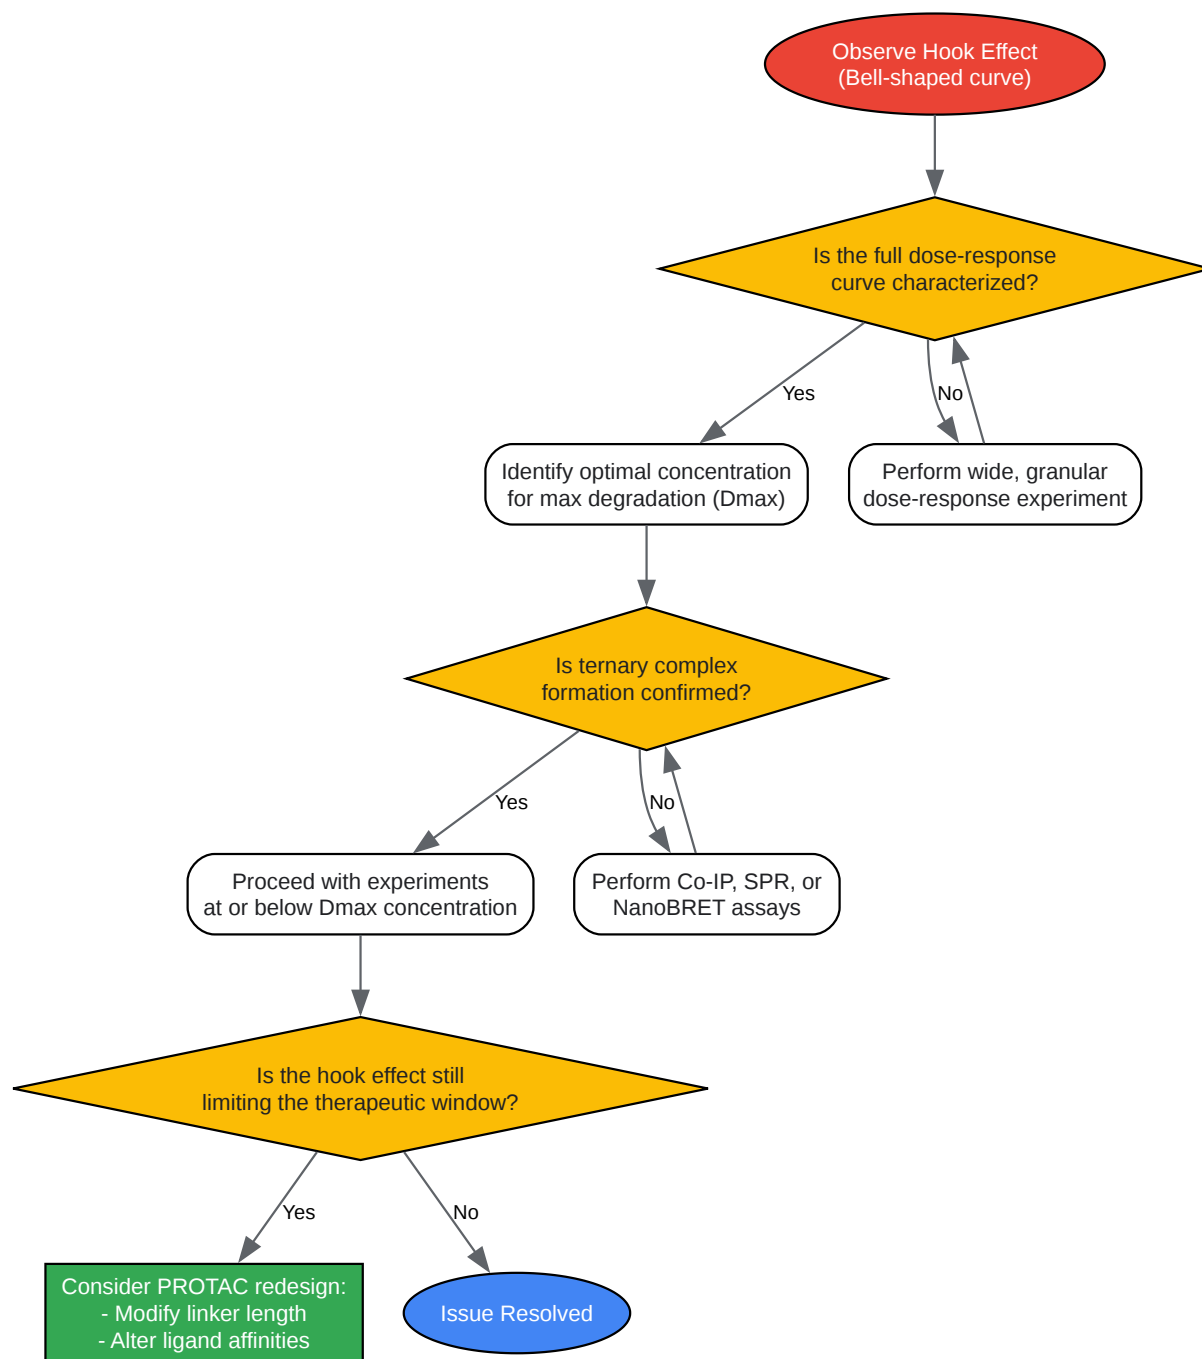 Observe Hook Effect
(Bell-shaped curve)
Is the full dose-response
curve characterized?
Yes
No
Identify optimal concentration
for max degradation (Dmax)
Perform wide, granular
dose-response experiment
Is ternary complex
formation confirmed?
Yes
No
Proceed with experiments
at or below Dmax concentration
Perform Co-IP, SPR, or
NanoBRET assays
Is the hook effect still
limiting the therapeutic window?
Yes
No
Consider PROTAC redesign:
- Modify linker length
- Alter ligand affinities
Issue Resolved